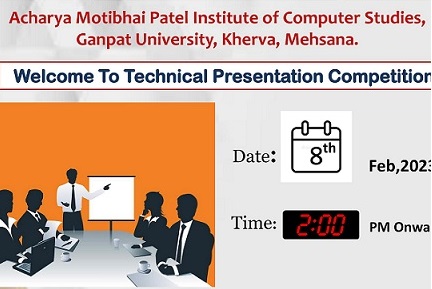 Acharya Motibhai Patel Institute of Computer Studies,
Ganpat University, Kherva, Mehsana.
Welcome To Technical Presentation Competition
Date:
8th
Feb,2023
Time:
2:00
PM Onwa